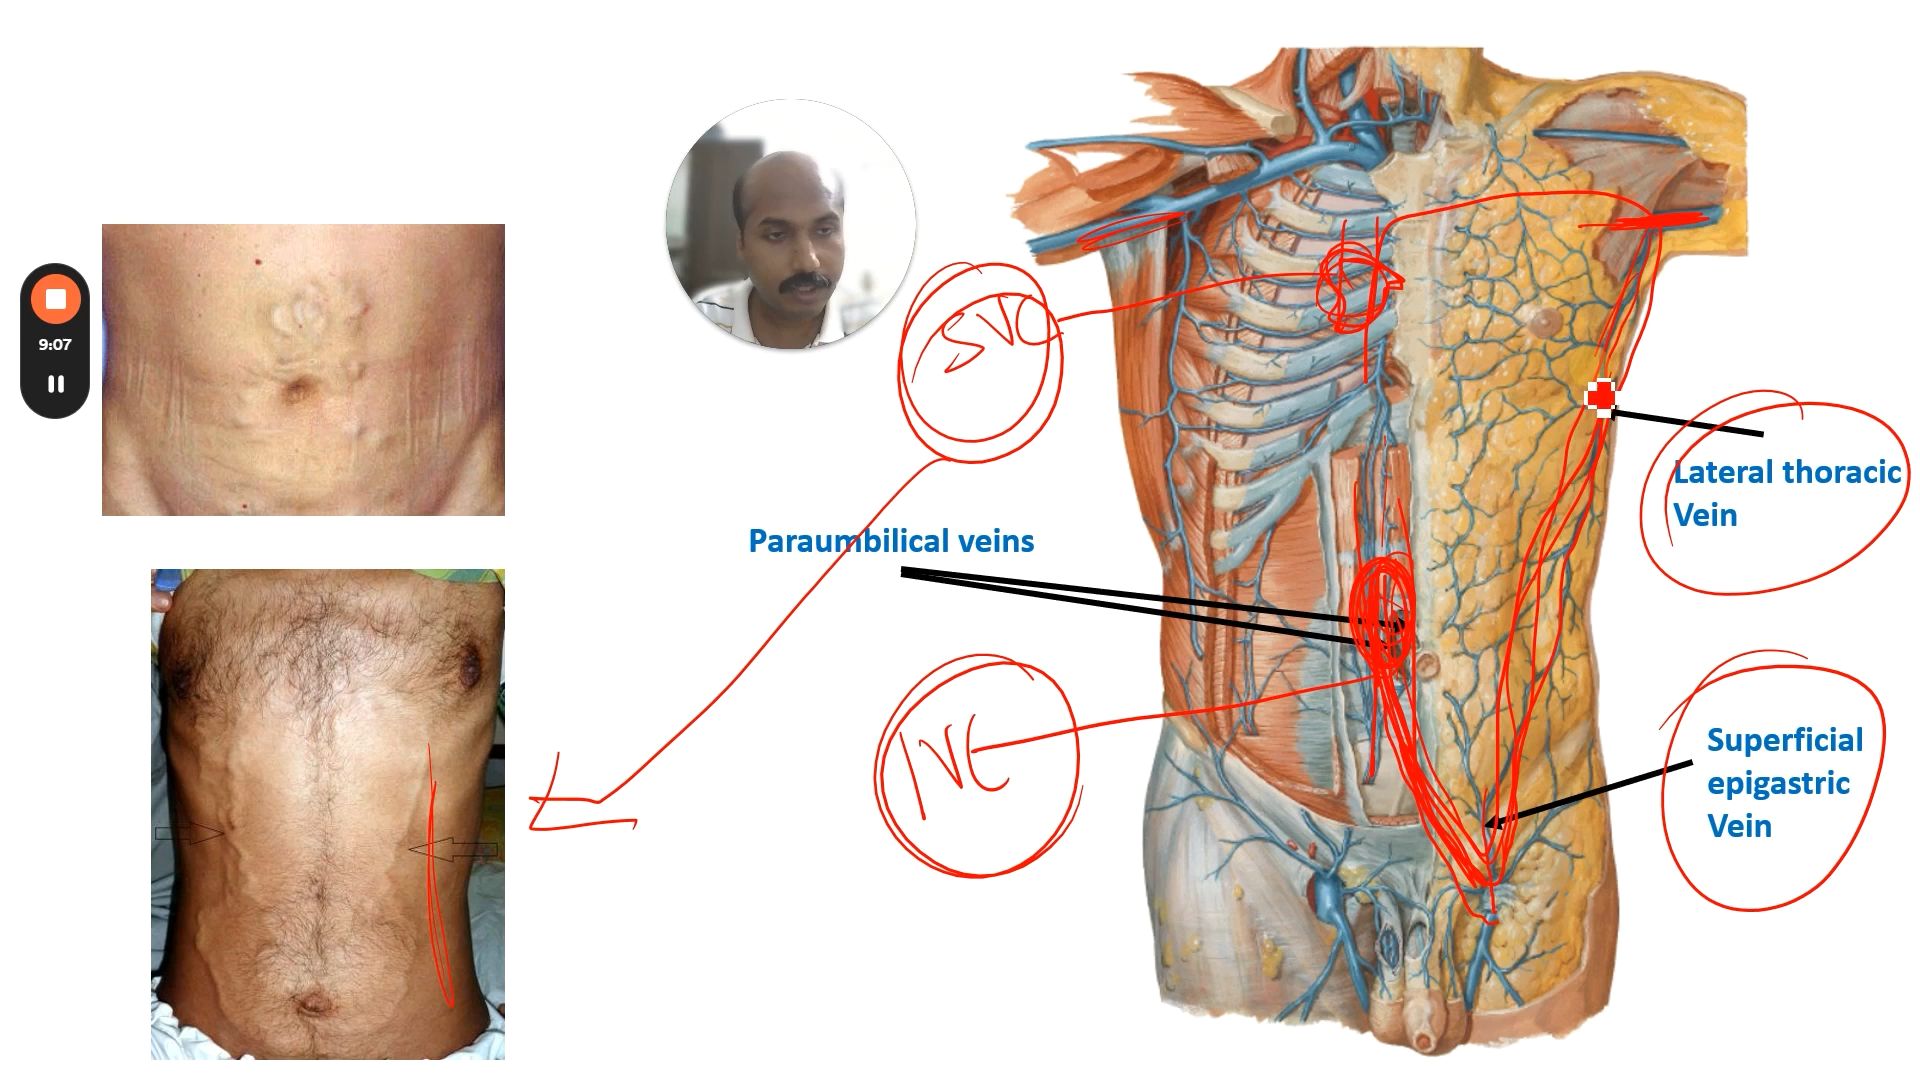 9:07
SVC
Paraumbilical veins
IVC
Lateral thoracic
Vein
Superficial
epigastric
Vein